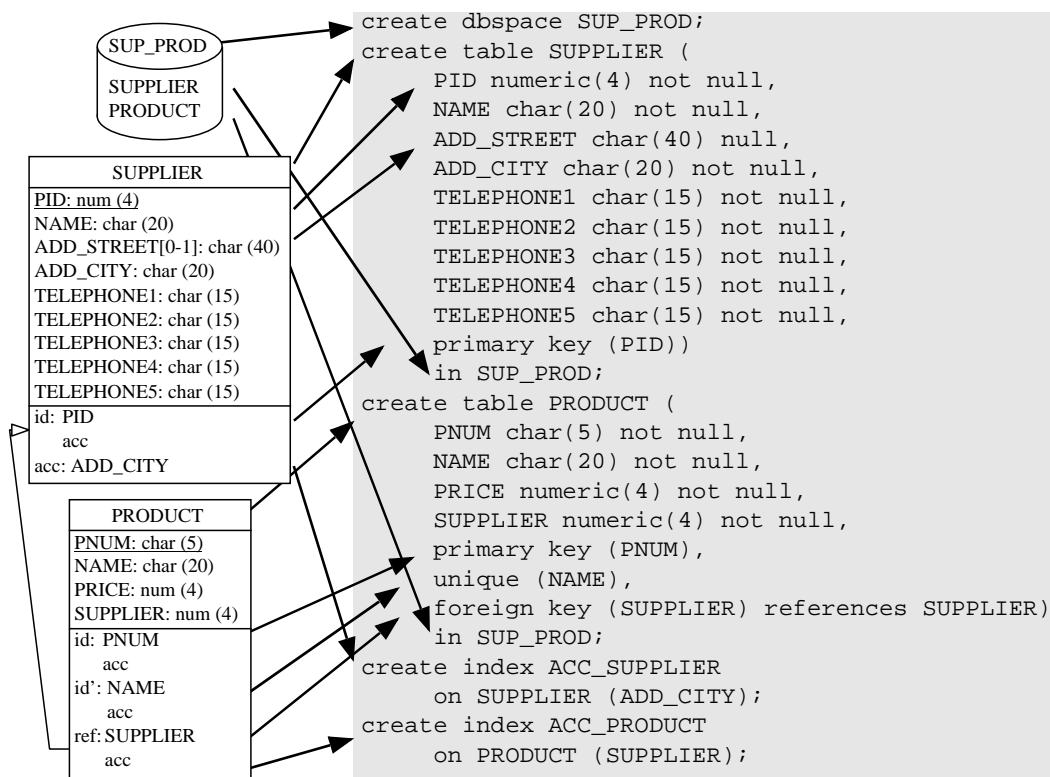 SUP_PROD
SUPPLIER
PRODUCT
SUPPLIER
PID: num (4)
NAME: char (20)
ADD_STREET[0-1]: char (40)
ADD_CITY: char (20)
TELEPHONE1: char (15)
TELEPHONE2: char (15)
TELEPHONE3: char (15)
TELEPHONE4: char (15)
TELEPHONE5: char (15)
id: PID
acc
acc: ADD_CITY
PRODUCT
PNUM: char (5)
NAME: char (20)
PRICE: num (4)
SUPPLIER: num (4)
id: PNUM
acc
id’: NAME
acc
ref: SUPPLIER
acc
create dbspace SUP_PROD;
create table SUPPLIER (
PID numeric(4) not null,
NAME char(20) not null,
ADD_STREET char(40) null,
ADD_CITY char(20) not null,
TELEPHONE1 char(15) not null,
TELEPHONE2 char(15) not null,
TELEPHONE3 char(15) not null,
TELEPHONE4 char(15) not null,
TELEPHONE5 char(15) not null,
primary key (PID))
in SUP_PROD;
create table PRODUCT (
PNUM char(5) not null,
NAME char(20) not null,
PRICE numeric(4) not null,
SUPPLIER numeric(4) not null,
primary key (PNUM),
unique (NAME),
foreign key (SUPPLIER) references SUPPLIER)
in SUP_PROD;
create index ACC_SUPPLIER
on SUPPLIER (ADD_CITY);
create index ACC_PRODUCT
on PRODUCT (SUPPLIER);